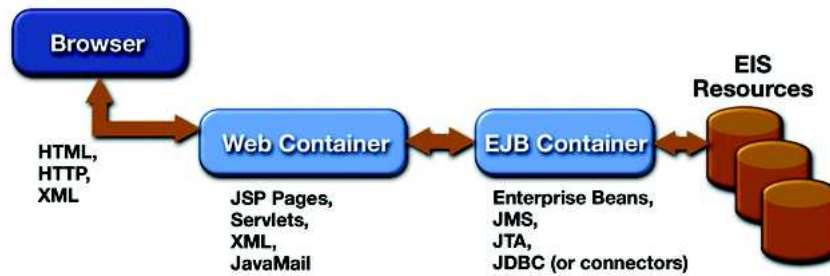 Browser
EIS
Resources
Web Container
EJB Container
HTML,
HTTP,
XML
JSP Pages,
Servlets,
XML,
JavaMail
Enterprise Beans,
JMS,
JTA,
JDBC (or connectors)